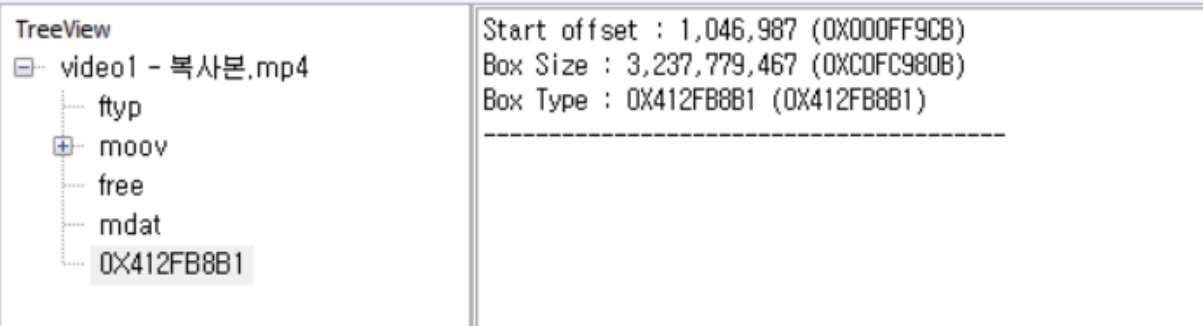 TreeView
video1 - 복사본.mp4
ftyp
moov
free
mdat
0X412FB8B1
Start offset : 1,046,987 (0X000FF9CB)
Box Size : 3,237,779,467 (0XC0FC980B)
Box Type : 0X412FB8B1 (0X412FB8B1)
----------------------------------------